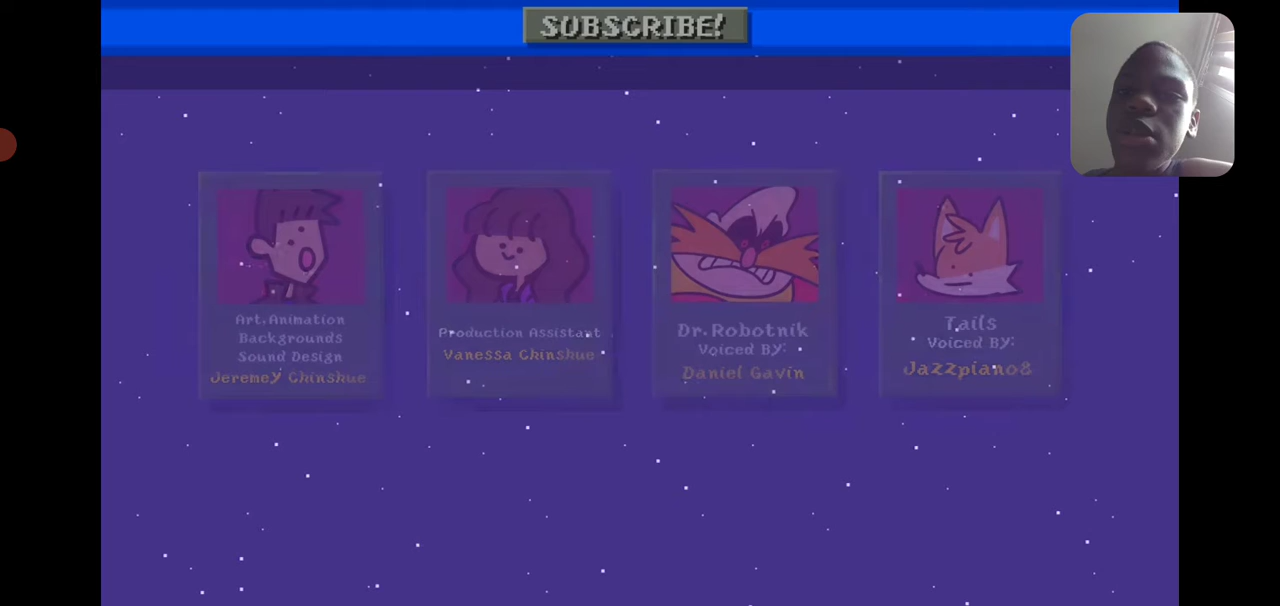 SUBSCRIBE!
Art,Animation
Backgrounds
Sound Design
Jeremey Chinshue
Production Assistant
Vanessa Chinshue
Dr.Robotnik
Voiced BY:
Daniel Gavin
Tails
Voiced BY:
Jazzpiano8